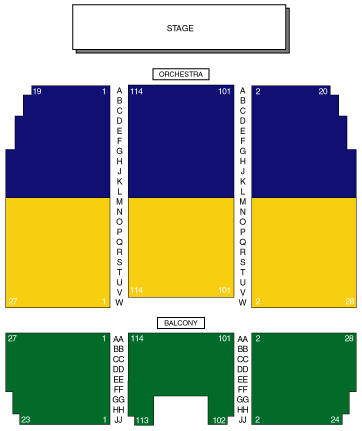 STAGE
ORCHESTRA
19 1 A 114 101 A 2 20
B B
C C
D D
E E
F F
G G
H H
J J
K K
L L
M M
N N
O O
P P
Q Q
R R
S S
T T
U U
V 114 101 V
27 1 W W 2 28
BALCONY
27 1 AA 114 101 AA 2 28
BB BB
CC CC
DD DD
EE EE
FF FF
GG GG
HH HH
23 1 JJ 113 102 JJ 2 24